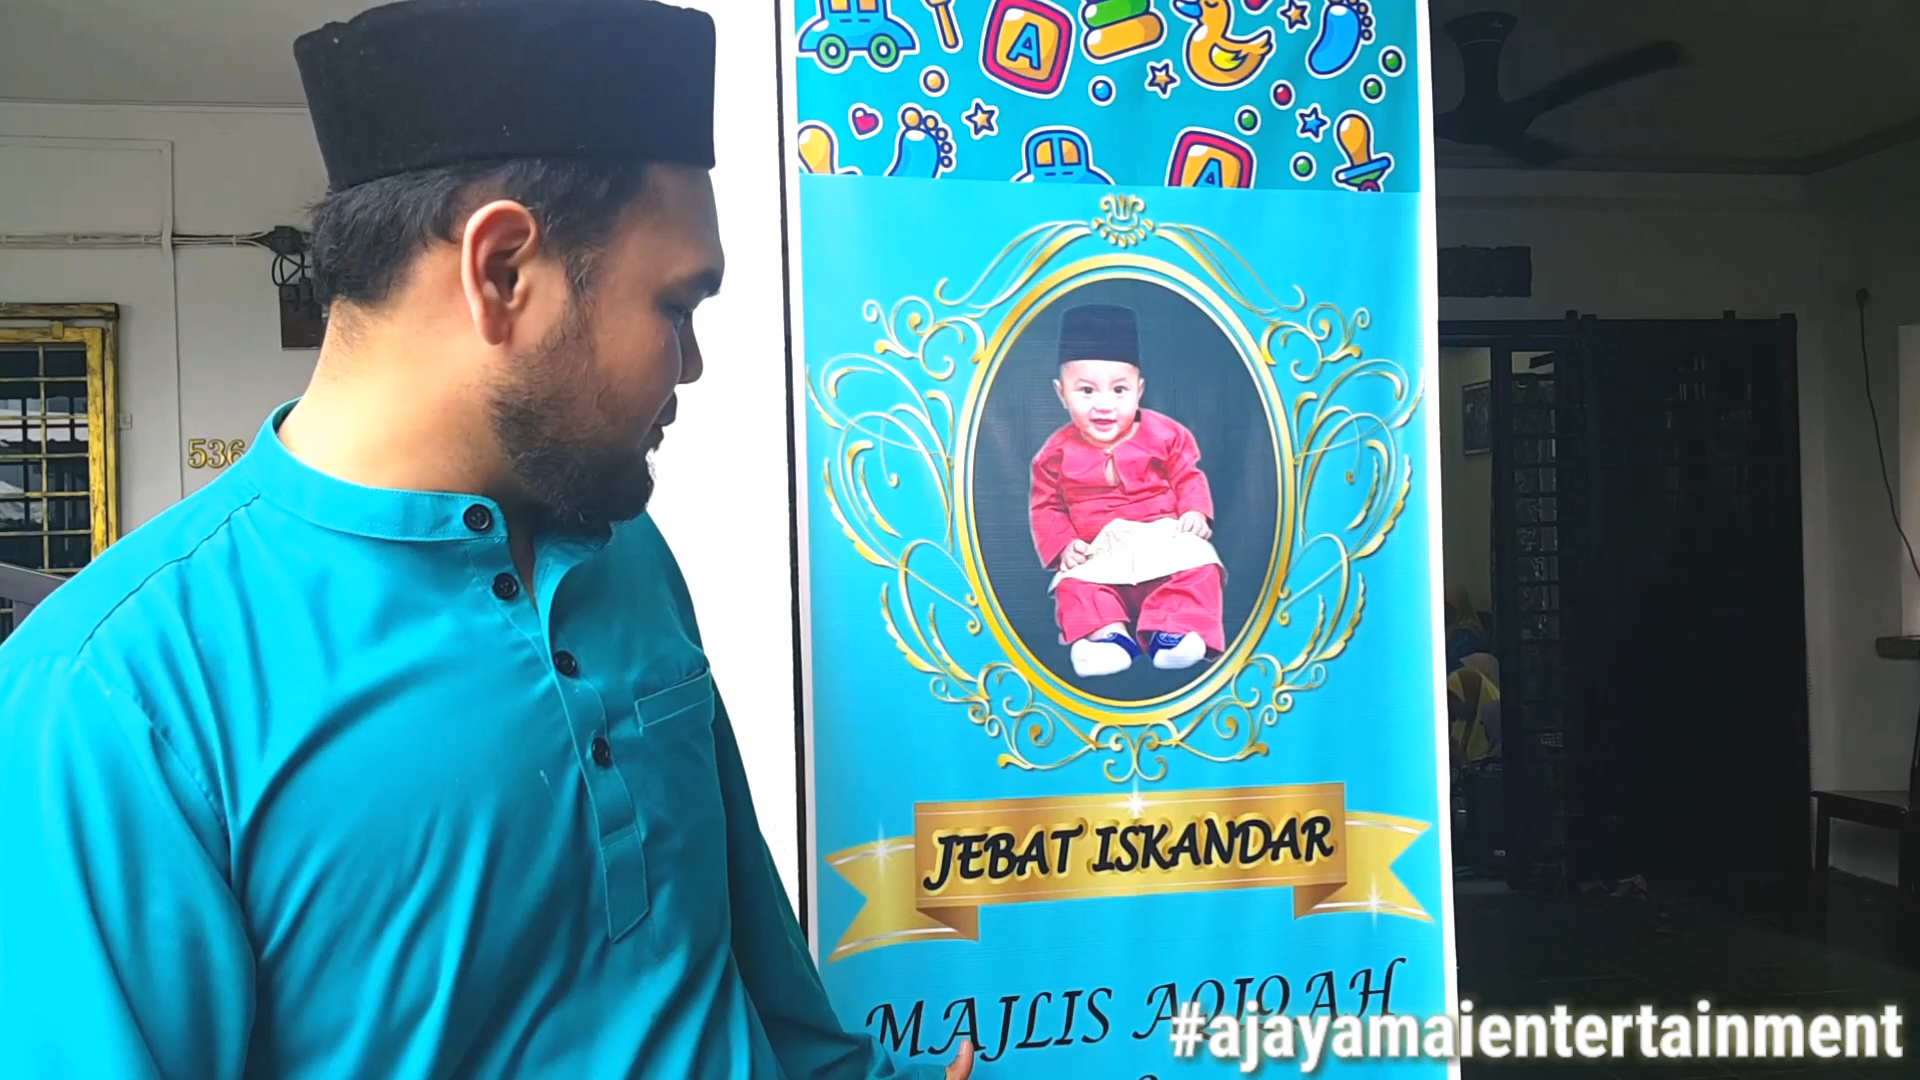 A
A
536
JEBAT ISKANDAR
MAJLIS AQIQAH
#ajayamaientertainment